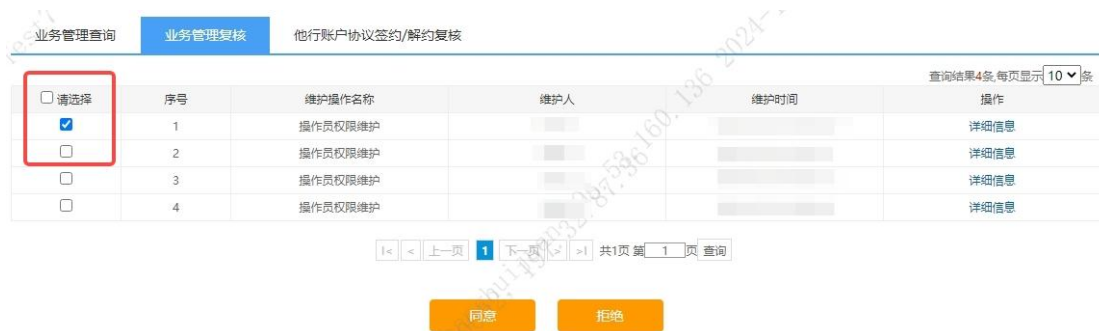 业务管理查询 业务管理复核 他行账户协议签约/解约复核
查询结果4条,每页显示 10 条
请选择 序号 维护操作名称 维护人 维护时间 操作
1 操作员权限维护 详细信息
2 操作员权限维护 详细信息
3 操作员权限维护 详细信息
4 操作员权限维护 详细信息
|< < 上一页 1 下一页 > >| 共1页 第 1 页 查询
同意 拒绝